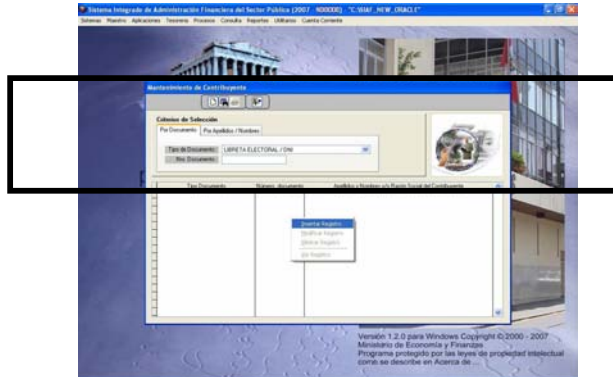 Sistema Integrado de Administración Financiera del Sector Público (2007 - N00000) - "C:\SIAF_NEW_ORACLE"
Sistemas Maestro Aplicaciones Tesorería Procesos Consulta Reportes Utilitarios Cuenta Corriente
Mantenimiento de Contribuyente
Criterios de Selección
Por Documento Por Apellidos / Nombres
Tipo de Documento LIBRETA ELECTORAL / DNI
Nro. Documento
Tipo Documento Número documento Apellidos y Nombres y/o Razón Social del Contribuyente
Insertar Registro
Modificar Registro
Eliminar Registro
Ver Registro
Versión 1.2.0 para Windows Copyright © 2000 - 2007
Ministerio de Economía y Finanzas
Programa protegido por las leyes de propiedad intelectual
como se describe en Acerca de ...